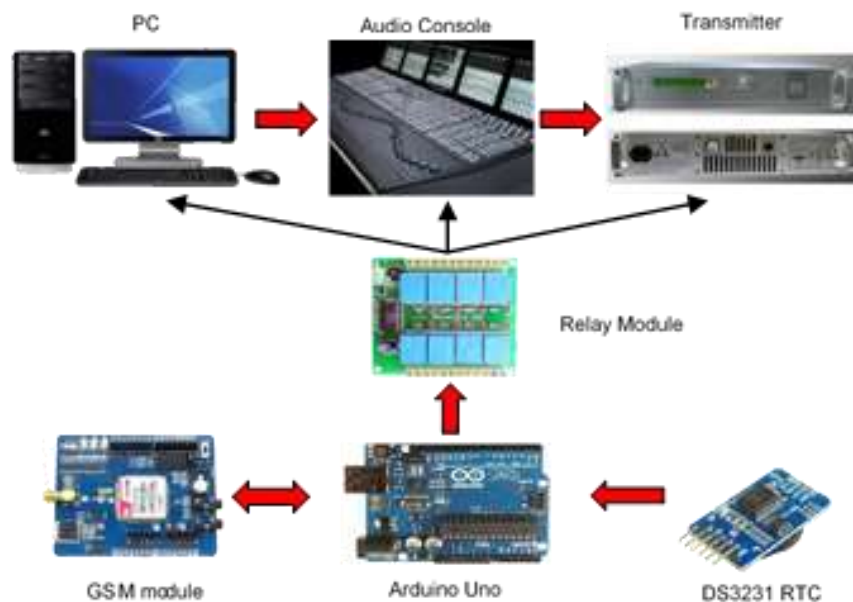 PC
Audio Console
Transmitter
Relay Module
GSM module
Arduino Uno
DS3231 RTC